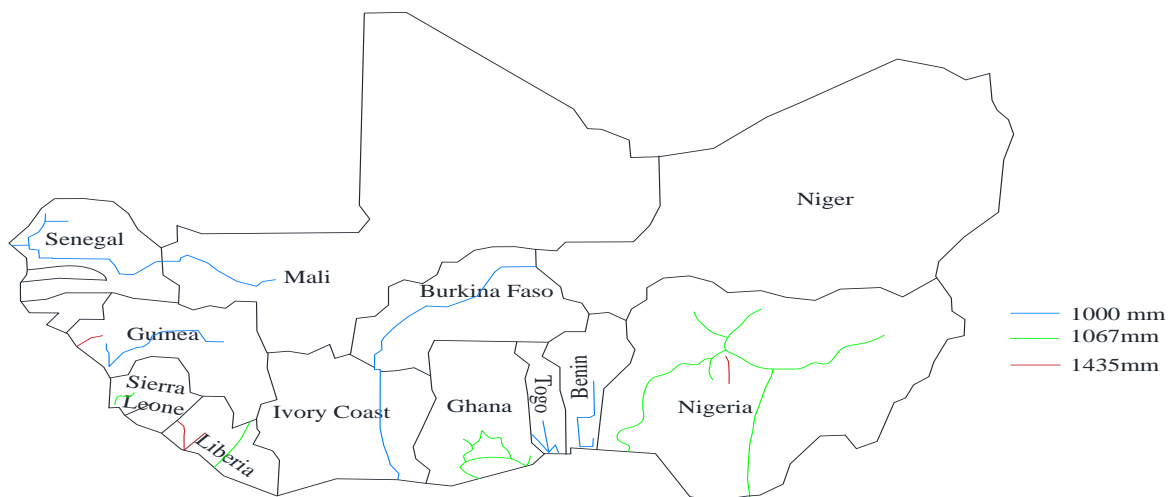 Niger
Senegal
Mali
Burkina Faso
1000 mm
Guinea
1067mm
1435mm
Sierra
Leone
Togo
Benin
Ivory Coast
Ghana
Nigeria
Liberia